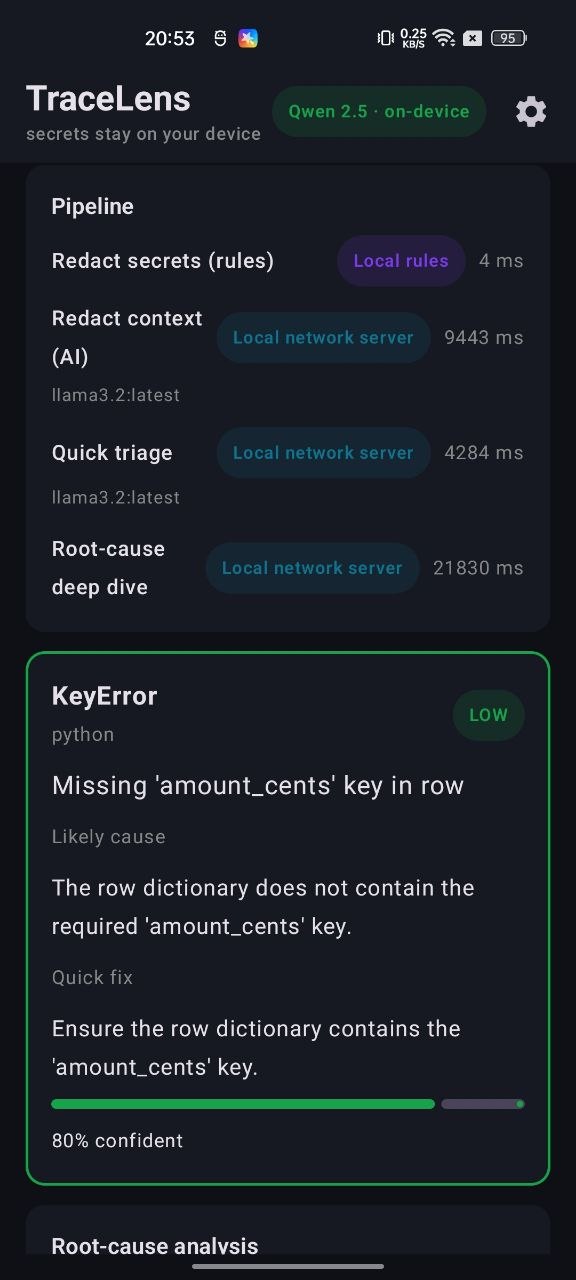 20:53
0.25
KB/S
95
TraceLens
secrets stay on your device
Qwen 2.5 · on-device
Pipeline
Redact secrets (rules)
Local rules
4 ms
Redact context
(AI)
Local network server
9443 ms
llama3.2:latest
Quick triage
Local network server
4284 ms
llama3.2:latest
Root-cause
deep dive
Local network server
21830 ms
KeyError
LOW
python
Missing 'amount_cents' key in row
Likely cause
The row dictionary does not contain the
required 'amount_cents' key.
Quick fix
Ensure the row dictionary contains the
'amount_cents' key.
80% confident
Root-cause analysis